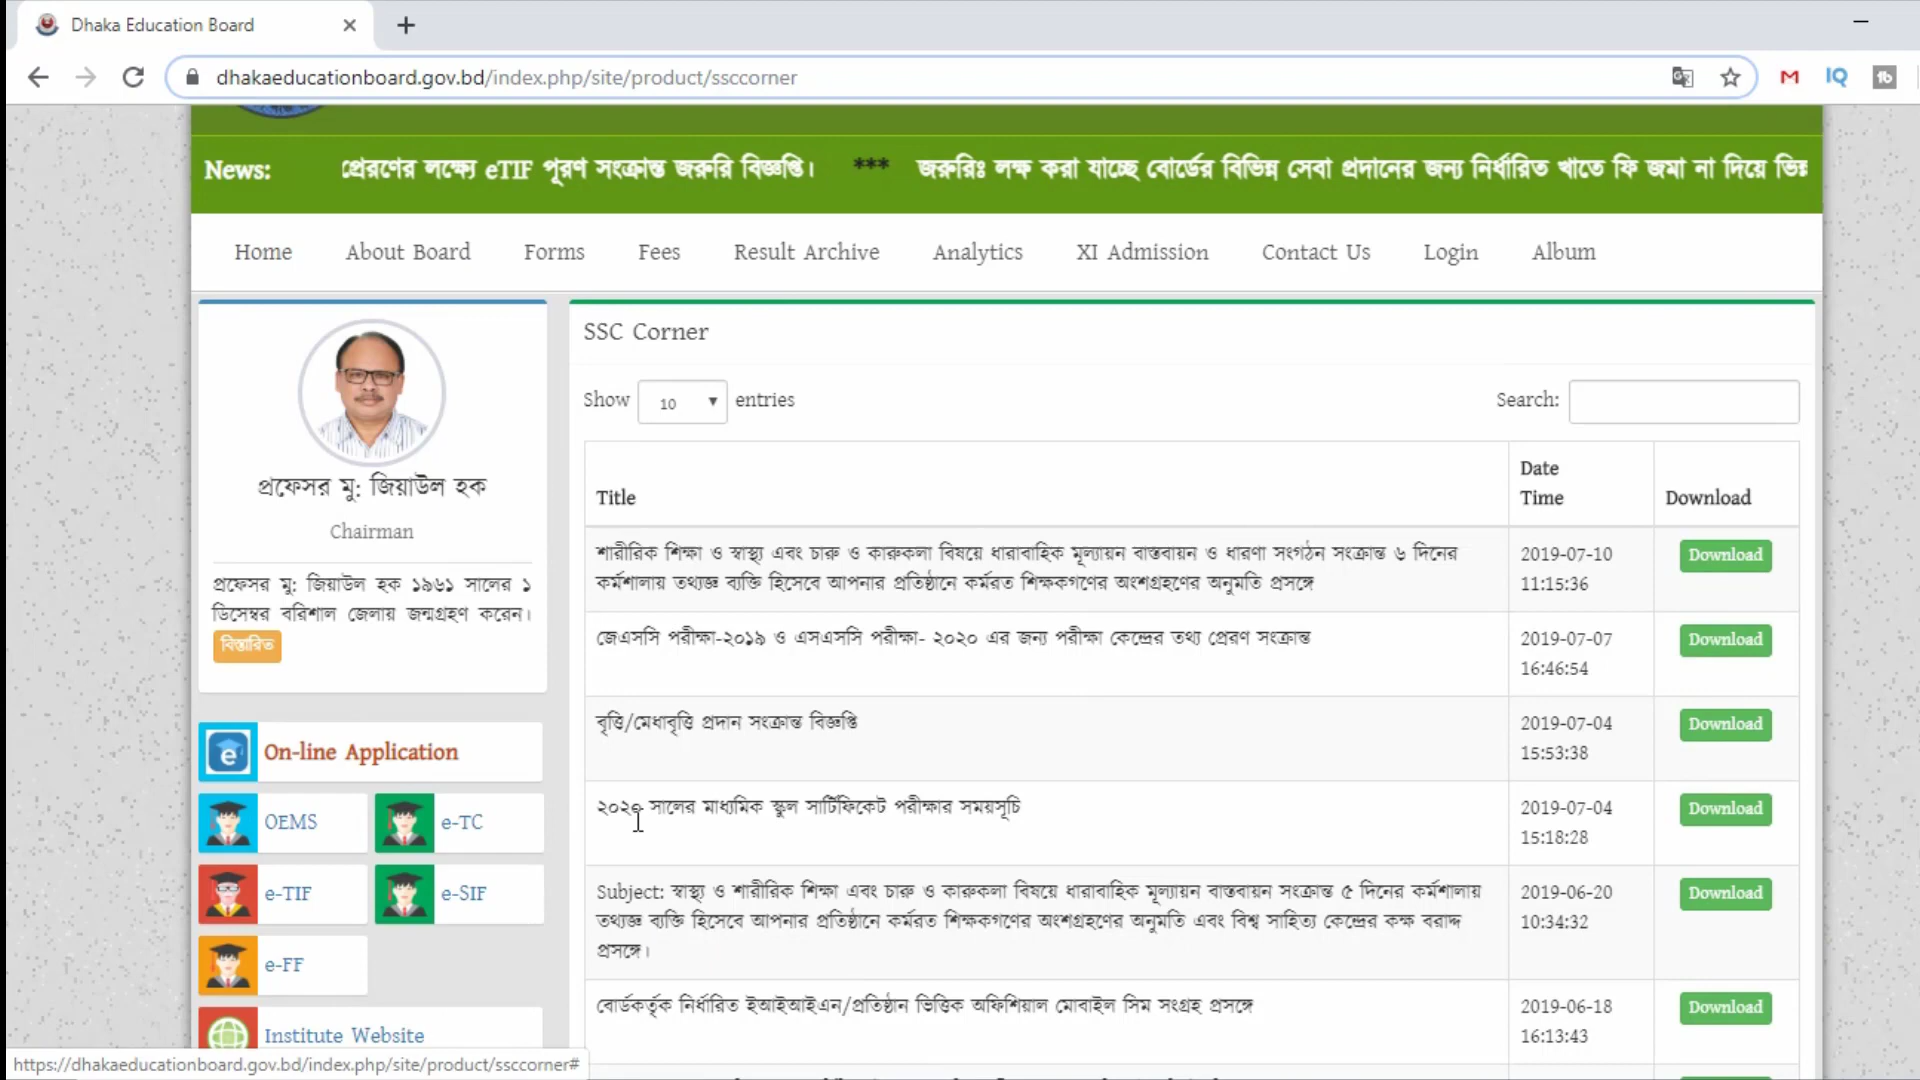 Dhaka Education Board
dhakaeducationboard.gov.bd/index.php/site/product/ssccorner
News: প্রেরণের লক্ষ্যে eTIF পূরণ সংক্রান্ত জরুরি বিজ্ঞপ্তি। *** জরুরিঃ লক্ষ করা যাচ্ছে বোর্ডের বিভিন্ন সেবা প্রদানের জন্য নির্ধারিত খাতে ফি জমা না দিয়ে
Home About Board Forms Fees Result Archive Analytics XI Admission Contact Us Login Album
প্রফেসর মু: জিয়াউল হক
Chairman
প্রফেসর মু: জিয়াউল হক ১৯৬১ সালের ১
ডিসেম্বর বরিশাল জেলায় জন্মগ্রহণ করেন।
বিস্তারিত
On-line Application
OEMS e-TC
e-TIF e-SIF
e-FF
Institute Website
SSC Corner
Show 10 entries Search:
Title Date Time Download
শারীরিক শিক্ষা ও স্বাস্থ্য এবং চারু ও কারুকলা বিষয়ে ধারাবাহিক মূল্যায়ন বাস্তবায়ন ও ধারণা সংগঠন সংক্রান্ত ৬ দিনের
কর্মশালায় তথ্যজ্ঞ ব্যক্তি হিসেবে আপনার প্রতিষ্ঠানে কর্মরত শিক্ষকগণের অংশগ্রহণের অনুমতি প্রসঙ্গে
2019-07-10
11:15:36
Download
জেএসসি পরীক্ষা-২০১৯ ও এসএসসি পরীক্ষা- ২০২০ এর জন্য পরীক্ষা কেন্দ্রের তথ্য প্রেরণ সংক্রান্ত
2019-07-07
16:46:54
Download
বৃত্তি/মেধাবৃত্তি প্রদান সংক্রান্ত বিজ্ঞপ্তি
2019-07-04
15:53:38
Download
২০২০ সালের মাধ্যমিক স্কুল সার্টিফিকেট পরীক্ষার সময়সূচি
2019-07-04
15:18:28
Download
Subject: স্বাস্থ্য ও শারীরিক শিক্ষা এবং চারু ও কারুকলা বিষয়ে ধারাবাহিক মূল্যায়ন বাস্তবায়ন সংক্রান্ত ৫ দিনের কর্মশালায়
তথ্যজ্ঞ ব্যক্তি হিসেবে আপনার প্রতিষ্ঠানে কর্মরত শিক্ষকগণের অংশগ্রহণের অনুমতি এবং বিশ্ব সাহিত্য কেন্দ্রের কক্ষ বরাদ্দ
প্রসঙ্গে।
2019-06-20
10:34:32
Download
বোর্ডকর্তৃক নির্ধারিত ইআইআইএন/প্রতিষ্ঠান ভিত্তিক অফিশিয়াল মোবাইল সিম সংগ্রহ প্রসঙ্গে
2019-06-18
16:13:43
Download
https://dhakaeducationboard.gov.bd/index.php/site/product/ssccorner#